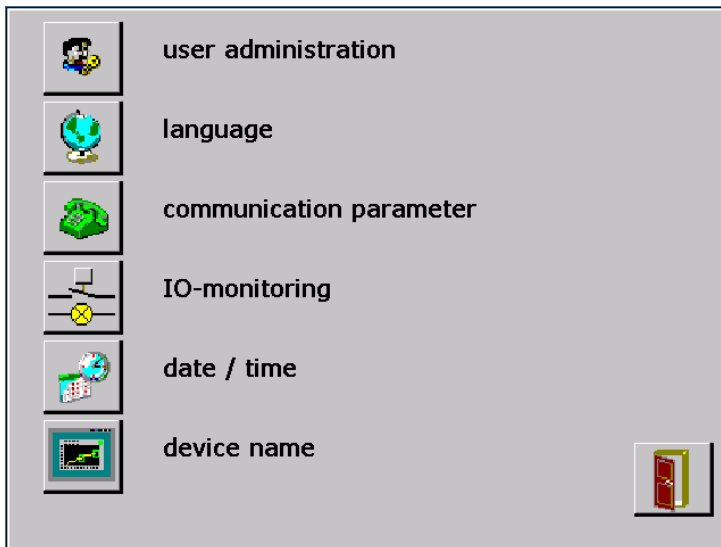 user administration
language
communication parameter
IO-monitoring
date / time
device name